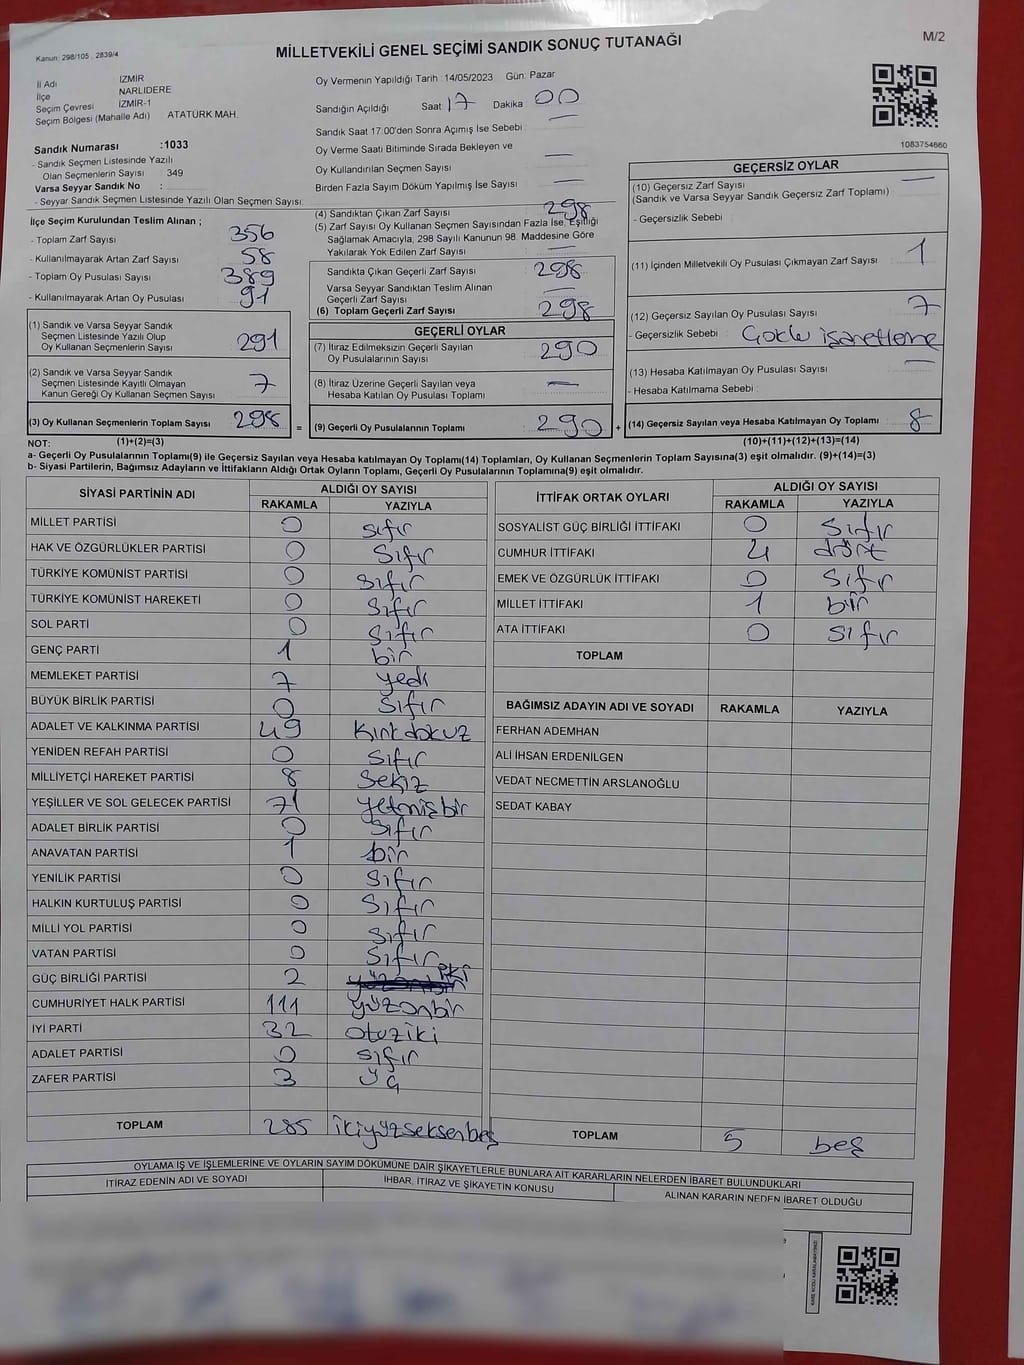 Kanun: 298/105 2839/4
MİLLETVEKİLİ GENEL SEÇİMİ SANDIK SONUÇ TUTANAĞI
M/2
İl Adı İZMİR
İlçe NARLIDERE
Seçim Çevresi İZMİR-1
Seçim Bölgesi (Mahalle Adı) ATATÜRK MAH.
Oy Vermenin Yapıldığı Tarih : 14/05/2023 Gün: Pazar
Sandığın Açıldığı Saat 17 Dakika 00
Sandık Saat 17:00'den Sonra Açımış İse Sebebi : —
Oy Verme Saati Bitiminde Sırada Bekleyen ve
Oy Kullandırılan Seçmen Sayısı —
Birden Fazla Sayım Döküm Yapılmış İse Sayısı —
1083754660
Sandık Numarası :1033
- Sandık Seçmen Listesinde Yazılı
Olan Seçmenlerin Sayısı : 349
Varsa Seyyar Sandık No :
- Seyyar Sandık Seçmen Listesinde Yazılı Olan Seçmen Sayısı:
İlçe Seçim Kurulundan Teslim Alınan ;
- Toplam Zarf Sayısı 356
- Kullanılmayarak Artan Zarf Sayısı 58
- Toplam Oy Pusulası Sayısı 389
- Kullanılmayarak Artan Oy Pusulası 91
(1) Sandık ve Varsa Seyyar Sandık
Seçmen Listesinde Yazılı Olup
Oy Kullanan Seçmenlerin Sayısı 291
(2) Sandık ve Varsa Seyyar Sandık
Seçmen Listesinde Kayıtlı Olmayan
Kanun Gereği Oy Kullanan Seçmen Sayısı 7
(3) Oy Kullanan Seçmenlerin Toplam Sayısı 298
(4) Sandıktan Çıkan Zarf Sayısı 298
(5) Zarf Sayısı Oy Kullanan Seçmen Sayısından Fazla İse, Eşitliği
Sağlamak Amacıyla, 298 Sayılı Kanunun 98. Maddesine Göre
Yakılarak Yok Edilen Zarf Sayısı —
Sandıkta Çıkan Geçerli Zarf Sayısı 298
Varsa Seyyar Sandıktan Teslim Alınan
Geçerli Zarf Sayısı —
(6) Toplam Geçerli Zarf Sayısı 298
GEÇERLİ OYLAR
(7) İtiraz Edilmeksizin Geçerli Sayılan
Oy Pusulalarının Sayısı 290
(8) İtiraz Üzerine Geçerli Sayılan veya
Hesaba Katılan Oy Pusulası Toplamı —
= (9) Geçerli Oy Pusulalarının Toplamı 290
GEÇERSİZ OYLAR
(10) Geçersiz Zarf Sayısı —
(Sandık ve Varsa Seyyar Sandık Geçersiz Zarf Toplamı)
- Geçersizlik Sebebi :
(11) İçinden Milletvekili Oy Pusulası Çıkmayan Zarf Sayısı 1
(12) Geçersiz Sayılan Oy Pusulası Sayısı 7
- Geçersizlik Sebebi : Çoklu işaretleme
(13) Hesaba Katılmayan Oy Pusulası Sayısı —
- Hesaba Katılmama Sebebi :
+ (14) Geçersiz Sayılan veya Hesaba Katılmayan Oy Toplamı 8
NOT: (1)+(2)=(3) (10)+(11)+(12)+(13)=(14)
a- Geçerli Oy Pusulalarının Toplamı(9) ile Geçersiz Sayılan veya Hesaba katılmayan Oy Toplamı(14) Toplamları, Oy Kullanan Seçmenlerin Toplam Sayısına(3) eşit olmalıdır. (9)+(14)=(3)
b- Siyasi Partilerin, Bağımsız Adayların ve İttifakların Aldığı Ortak Oyların Toplamı, Geçerli Oy Pusulalarının Toplamına(9) eşit olmalıdır.
SİYASİ PARTİNİN ADI ALDIĞI OY SAYISI
RAKAMLA YAZIYLA
MİLLET PARTİSİ 0 sıfır
HAK VE ÖZGÜRLÜKLER PARTİSİ 0 Sıfır
TÜRKİYE KOMÜNİST PARTİSİ 0 sıfır
TÜRKİYE KOMÜNİST HAREKETİ 0 Sıfır
SOL PARTİ 0 Sıfır
GENÇ PARTİ 1 bir
MEMLEKET PARTİSİ 7 yedi
BÜYÜK BİRLİK PARTİSİ 0 Sıfır
ADALET VE KALKINMA PARTİSİ 49 Kırkdokuz
YENİDEN REFAH PARTİSİ 0 Sıfır
MİLLİYETÇİ HAREKET PARTİSİ 8 Sekiz
YEŞİLLER VE SOL GELECEK PARTİSİ 71 yetmişbir
ADALET BİRLİK PARTİSİ 0 Sıfır
ANAVATAN PARTİSİ 1 bir
YENİLİK PARTİSİ 0 Sıfır
HALKIN KURTULUŞ PARTİSİ 0 Sıfır
MİLLİ YOL PARTİSİ 0 Sıfır
VATAN PARTİSİ 0 Sıfır
GÜÇ BİRLİĞİ PARTİSİ 2 yüzonbir iki
CUMHURİYET HALK PARTİSİ 111 yüzonbir
İYİ PARTİ 32 otuziki
ADALET PARTİSİ 0 sıfır
ZAFER PARTİSİ 3 üç
TOPLAM 285 ikiyüzseksenbeş
İTTİFAK ORTAK OYLARI ALDIĞI OY SAYISI
RAKAMLA YAZIYLA
SOSYALİST GÜÇ BİRLİĞİ İTTİFAKI 0 Sıfır
CUMHUR İTTİFAKI 4 dört
EMEK VE ÖZGÜRLÜK İTTİFAKI 0 Sıfır
MİLLET İTTİFAKI 1 bir
ATA İTTİFAKI 0 Sıfır
TOPLAM
BAĞIMSIZ ADAYIN ADI VE SOYADI RAKAMLA YAZIYLA
FERHAN ADEMHAN
ALİ İHSAN ERDENİLGEN
VEDAT NECMETTİN ARSLANOĞLU
SEDAT KABAY
TOPLAM 5 beş
OYLAMA İŞ VE İŞLEMLERİNE VE OYLARIN SAYIM DÖKÜMÜNE DAİR ŞİKAYETLERLE BUNLARA AİT KARARLARIN NELERDEN İBARET BULUNDUKLARI
İTİRAZ EDENİN ADI VE SOYADI İHBAR, İTİRAZ VE ŞİKAYETİN KONUSU ALINAN KARARIN NEDEN İBARET OLDUĞU